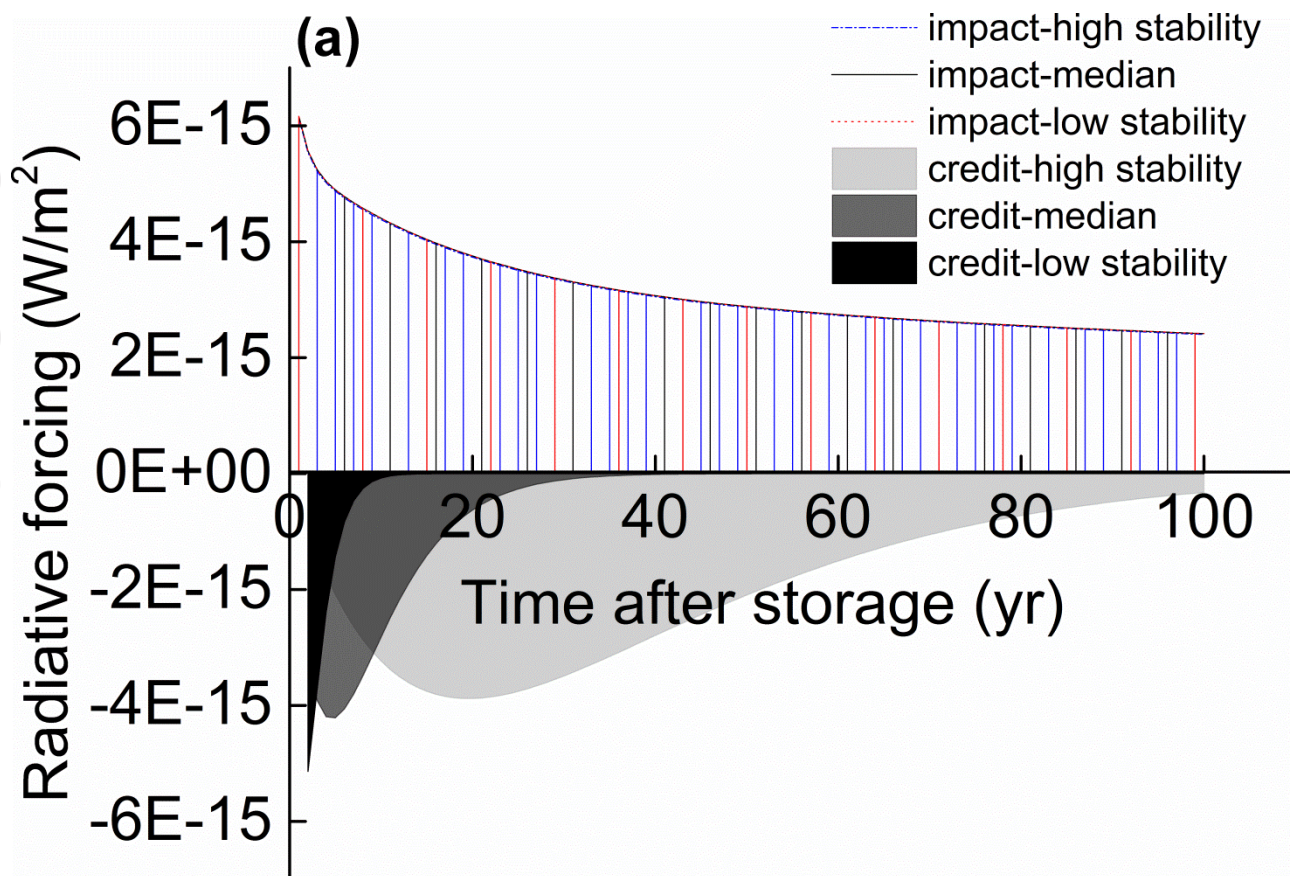 (a)
impact-high stability
impact-median
impact-low stability
credit-high stability
credit-median
credit-low stability
Radiative forcing (W/m²)
6E-15
4E-15
2E-15
0E+00
-2E-15
-4E-15
-6E-15
0 20 40 60 80 100
Time after storage (yr)